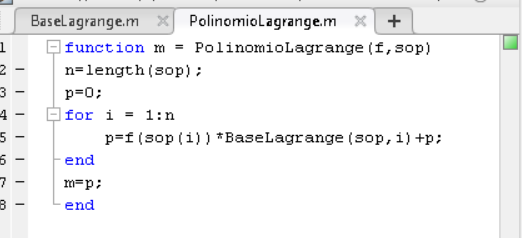 BaseLagrange.m × PolinomioLagrange.m × +
1 function m = PolinomioLagrange(f,sop)
2 - n=length(sop);
3 - p=0;
4 - for i = 1:n
5 - p=f(sop(i))*BaseLagrange(sop,i)+p;
6 - end
7 - m=p;
8 - end